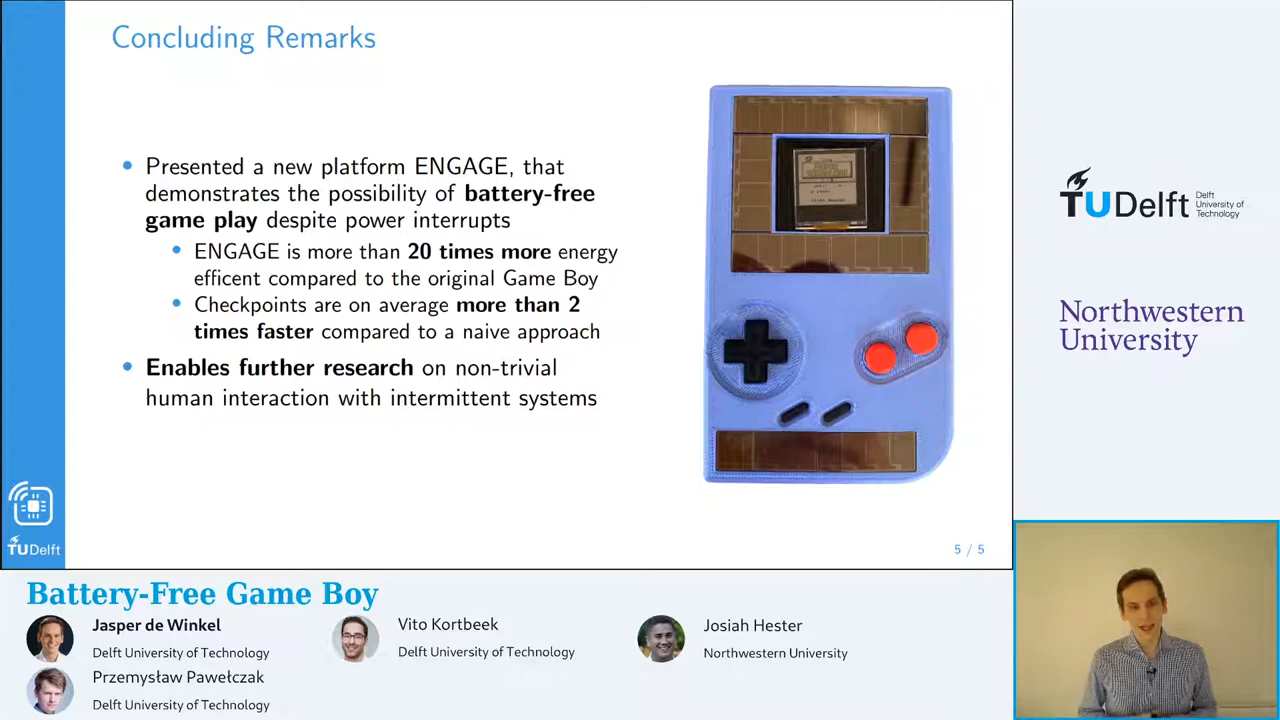 Concluding Remarks
• Presented a new platform ENGAGE, that
demonstrates the possibility of battery-free
game play despite power interrupts
• ENGAGE is more than 20 times more energy
efficent compared to the original Game Boy
• Checkpoints are on average more than 2
times faster compared to a naive approach
• Enables further research on non-trivial
human interaction with intermittent systems
TUDelft
5 / 5
TUDelft
Delft
University of
Technology
Northwestern
University
Battery-Free Game Boy
Jasper de Winkel
Delft University of Technology
Vito Kortbeek
Delft University of Technology
Josiah Hester
Northwestern University
Przemysław Pawełczak
Delft University of Technology